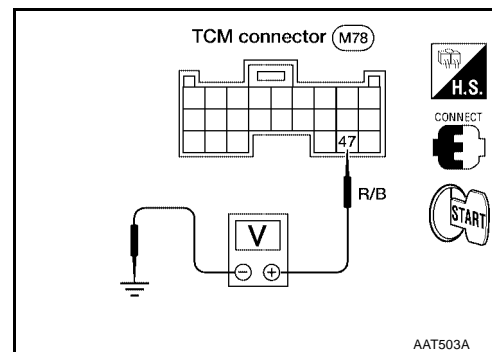 TCM connector M78
H.S.
CONNECT
47
R/B
START
V
- +
AAT503A